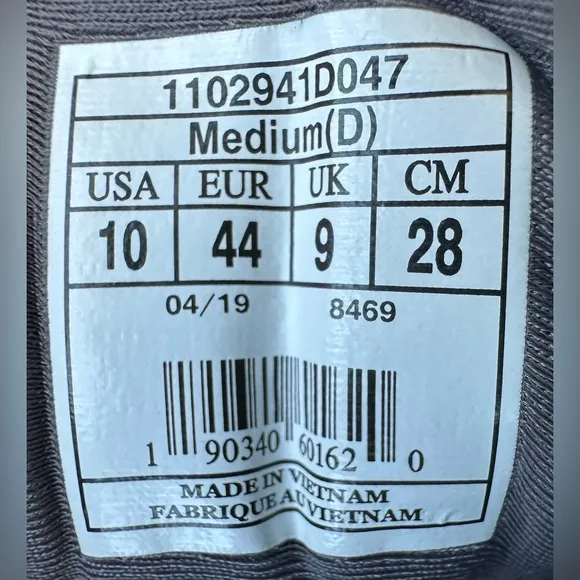 1102941D047
Medium(D)
USA EUR UK CM
10 44 9 28
04/19 8469
1 90340 60162 0
MADE IN VIETNAM
FABRIQUE AU VIETNAM